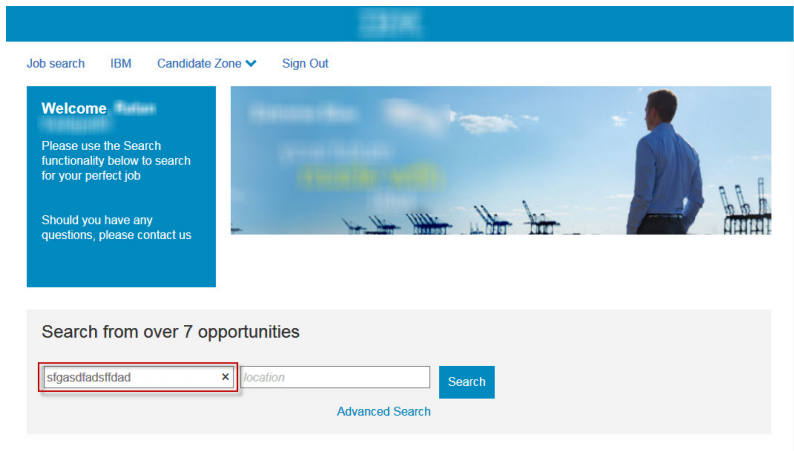 Job search IBM Candidate Zone Sign Out
Welcome
Please use the Search
functionality below to search
for your perfect job
Should you have any
questions, please contact us
Search from over 7 opportunities
sfgasdfadsffdad × location Search
Advanced Search